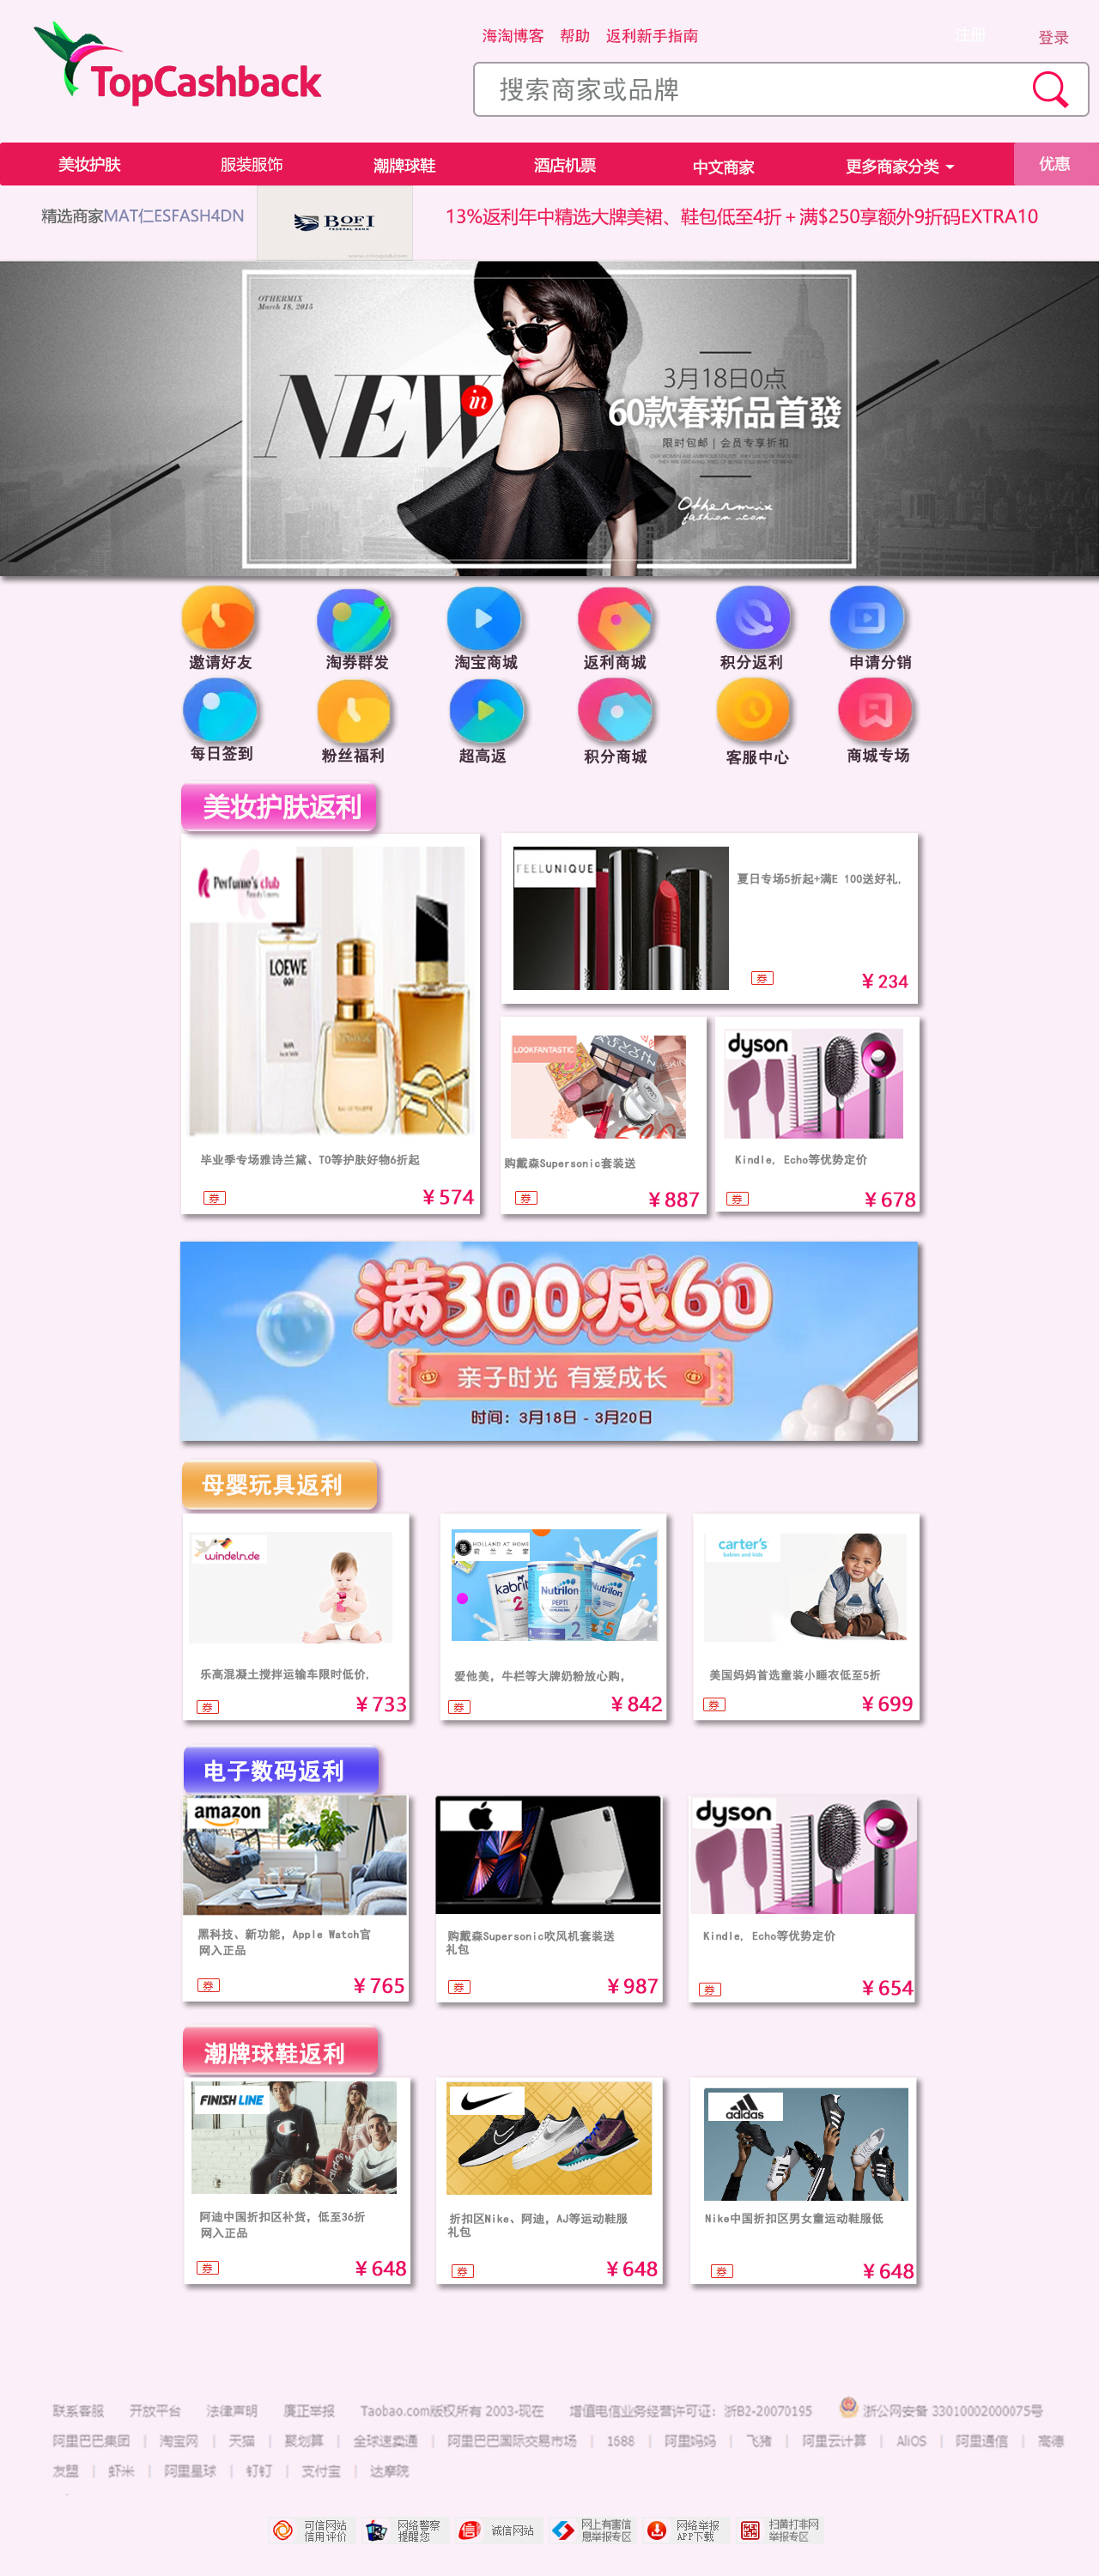 海淘博客 帮助 返利新手指南 注册 登录
TopCashback
搜索商家或品牌
美妆护肤 服装服饰 潮牌球鞋 酒店机票 中文商家 更多商家分类 优惠
精选商家MAT仁ESFASH4DN
BOFI
FEDERAL BANK
13%返利年中精选大牌美裙、鞋包低至4折＋满$250享额外9折码EXTRA10
OTHERMIX
March 18, 2015
NEW in
3月18日0点
60款春新品首發
限时包邮 | 会员专享折扣
Othermix
fashion icon
邀请好友 淘券群发 淘宝商城 返利商城 积分返利 申请分销
每日签到 粉丝福利 超高返 积分商城 客服中心 商城专场
美妆护肤返利
Perfume's club
LOEWE
001
毕业季专场雅诗兰黛、TO等护肤好物6折起
券 ￥574
FEELUNIQUE
夏日专场5折起+满E 100送好礼,
券 ￥234
LOOKFANTASTIC
购戴森Supersonic套装送
券 ￥887
dyson
Kindle, Echo等优势定价
券 ￥678
满300减60
亲子时光 有爱成长
时间：3月18日 - 3月20日
母婴玩具返利
windeln.de
乐高混凝土搅拌运输车限时低价,
券 ￥733
HOLLAND AT HOME
荷兰之家
kabrit
2
Nutrilon
PEPTI
2
Nutrilon
5
爱他美，牛栏等大牌奶粉放心购，
券 ￥842
carter's
babies and kids
美国妈妈首选童装小睡衣低至5折
券 ￥699
电子数码返利
amazon
黑科技、新功能，Apple Watch官
网入正品
券 ￥765
购戴森Supersonic吹风机套装送
礼包
券 ￥987
dyson
Kindle, Echo等优势定价
券 ￥654
潮牌球鞋返利
FINISH LINE
阿迪中国折扣区补货，低至36折
网入正品
券 ￥648
折扣区Nike、阿迪，AJ等运动鞋服
礼包
券 ￥648
adidas
Nike中国折扣区男女童运动鞋服低
券 ￥648
联系客服 开放平台 法律声明 廉正举报 Taobao.com版权所有 2003-现在 增值电信业务经营许可证：浙B2-20070195 浙公网安备 33010002000075号
阿里巴巴集团 | 淘宝网 | 天猫 | 聚划算 | 全球速卖通 | 阿里巴巴国际交易市场 | 1688 | 阿里妈妈 | 飞猪 | 阿里云计算 | AliOS | 阿里通信 | 高德
友盟 | 虾米 | 阿里星球 | 钉钉 | 支付宝 | 达摩院
可信网站 信用评价
网络警察 提醒您
诚信网站
网上有害信息举报专区
网络举报 APP下载
扫黄打非网 举报专区